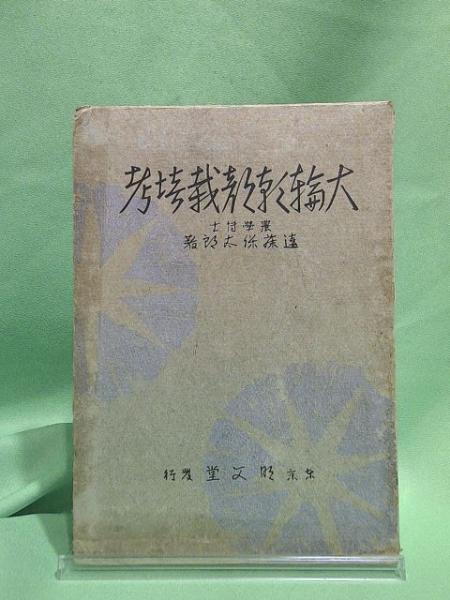 大輪朝顔栽培考
農學博士
遠藤保太郎著
東京 明文堂 發行